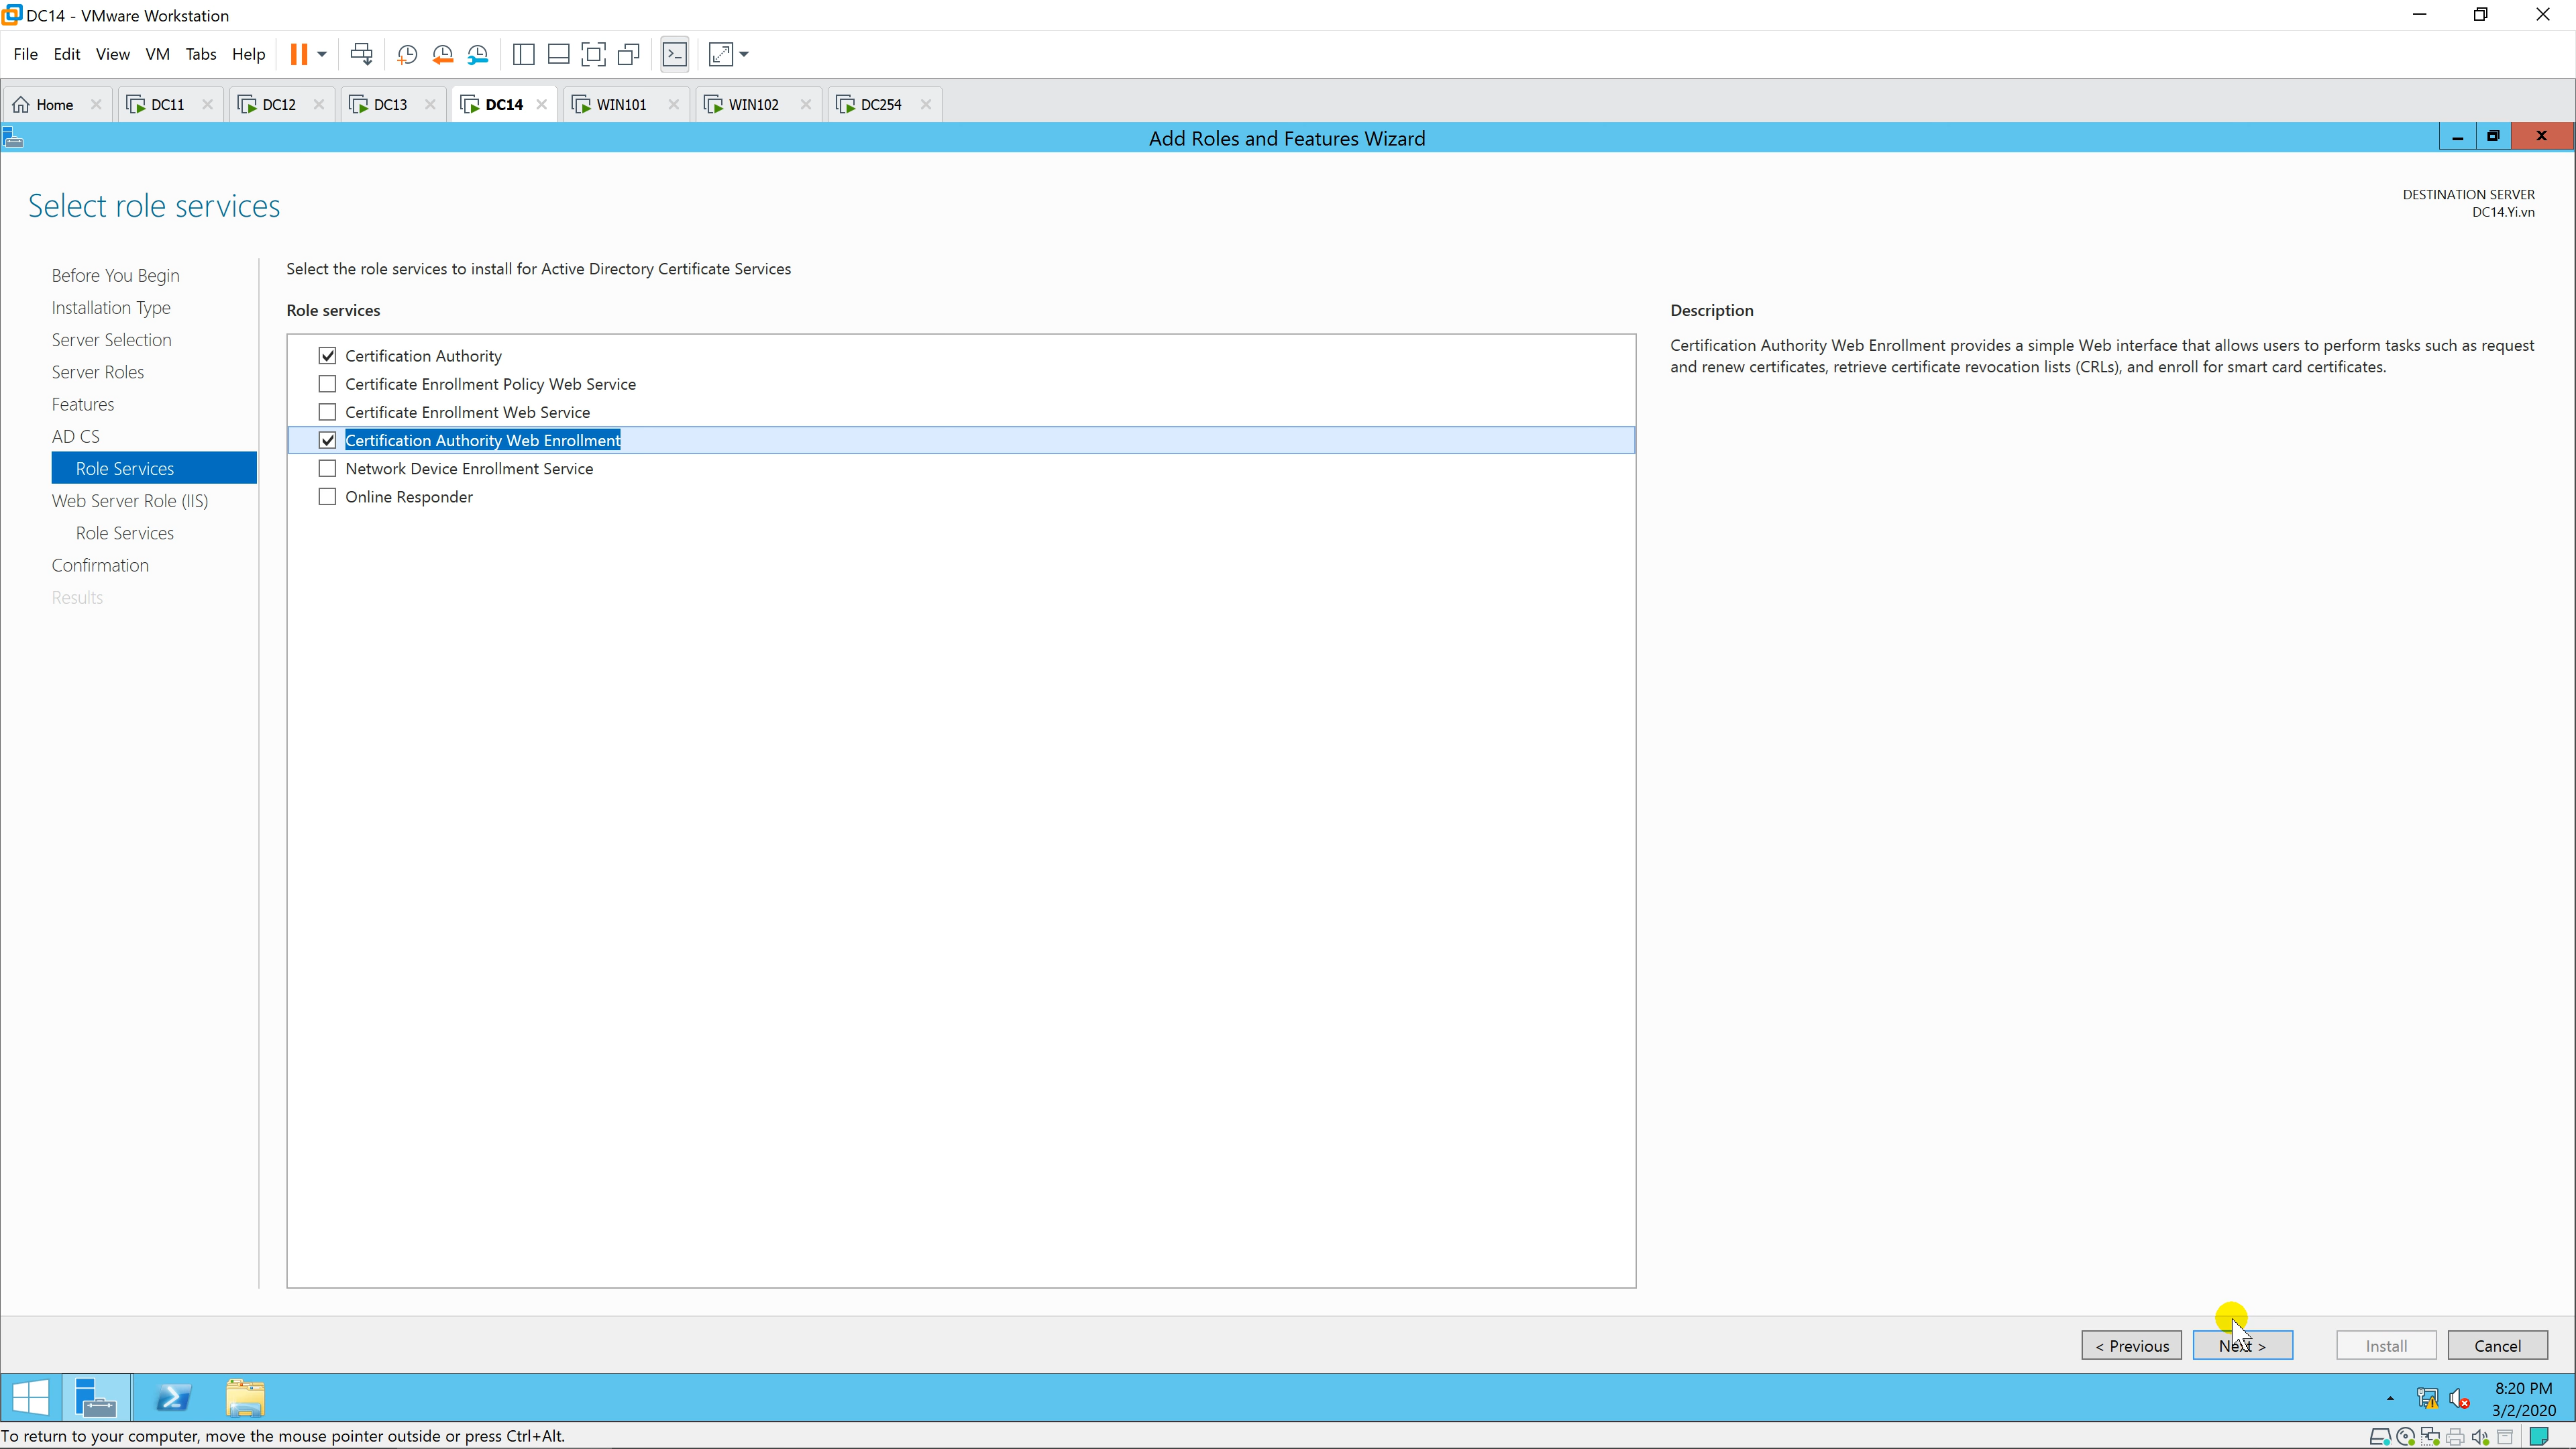 DC14 - VMware Workstation
File Edit View VM Tabs Help
Home DC11 DC12 DC13 DC14 WIN101 WIN102 DC254
Add Roles and Features Wizard
Select role services
DESTINATION SERVER
DC14.Yi.vn
Before You Begin
Installation Type
Server Selection
Server Roles
Features
AD CS
Role Services
Web Server Role (IIS)
Role Services
Confirmation
Results
Select the role services to install for Active Directory Certificate Services
Role services
Certification Authority
Certificate Enrollment Policy Web Service
Certificate Enrollment Web Service
Certification Authority Web Enrollment
Network Device Enrollment Service
Online Responder
Description
Certification Authority Web Enrollment provides a simple Web interface that allows users to perform tasks such as request
and renew certificates, retrieve certificate revocation lists (CRLs), and enroll for smart card certificates.
< Previous Next > Install Cancel
8:20 PM
3/2/2020
To return to your computer, move the mouse pointer outside or press Ctrl+Alt.